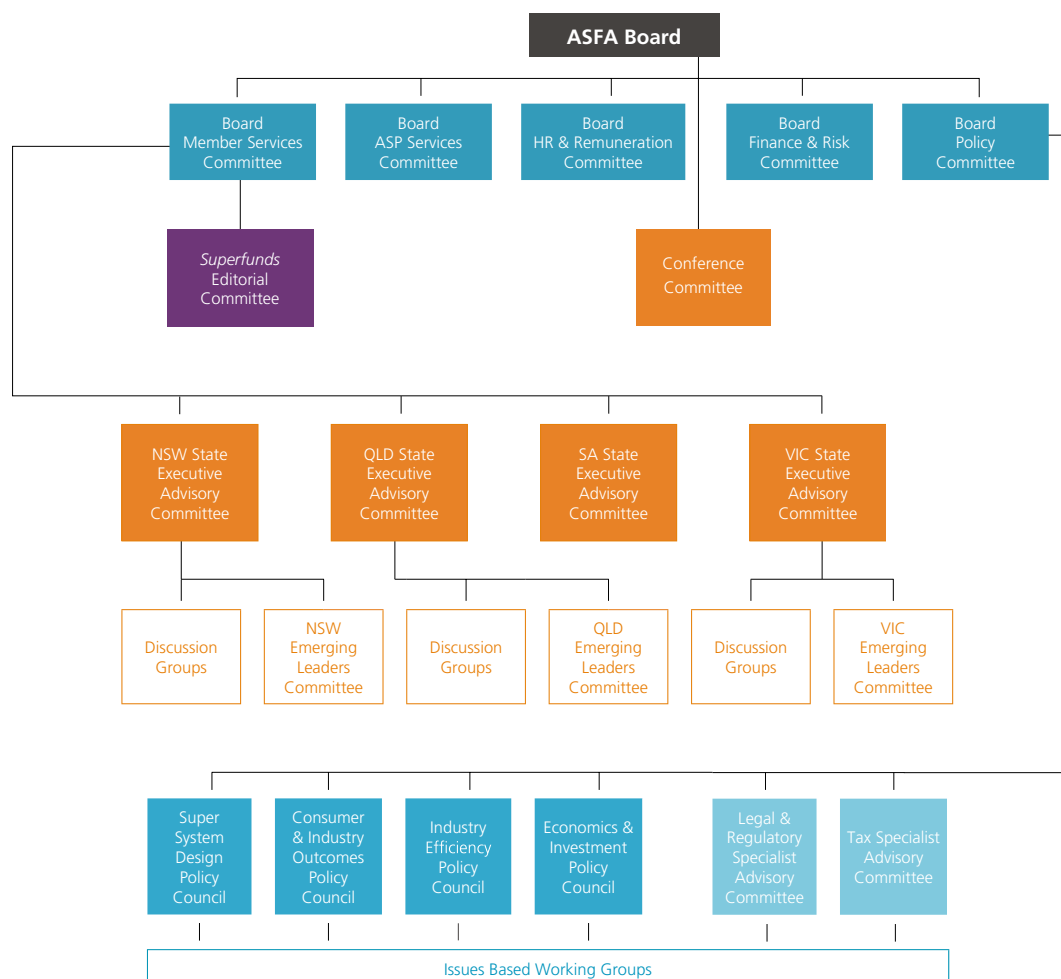 ASFA Board
Board
Member Services
Committee
Board
ASP Services
Committee
Board
HR & Remuneration
Committee
Board
Finance & Risk
Committee
Board
Policy
Committee
Superfunds
Editorial
Committee
Conference
Committee
NSW State
Executive
Advisory
Committee
QLD State
Executive
Advisory
Committee
SA State
Executive
Advisory
Committee
VIC State
Executive
Advisory
Committee
Discussion
Groups
NSW
Emerging
Leaders
Committee
Discussion
Groups
QLD
Emerging
Leaders
Committee
Discussion
Groups
VIC
Emerging
Leaders
Committee
Super
System
Design
Policy
Council
Consumer
& Industry
Outcomes
Policy
Council
Industry
Efficiency
Policy
Council
Economics &
Investment
Policy
Council
Legal &
Regulatory
Specialist
Advisory
Committee
Tax Specialist
Advisory
Committee
Issues Based Working Groups